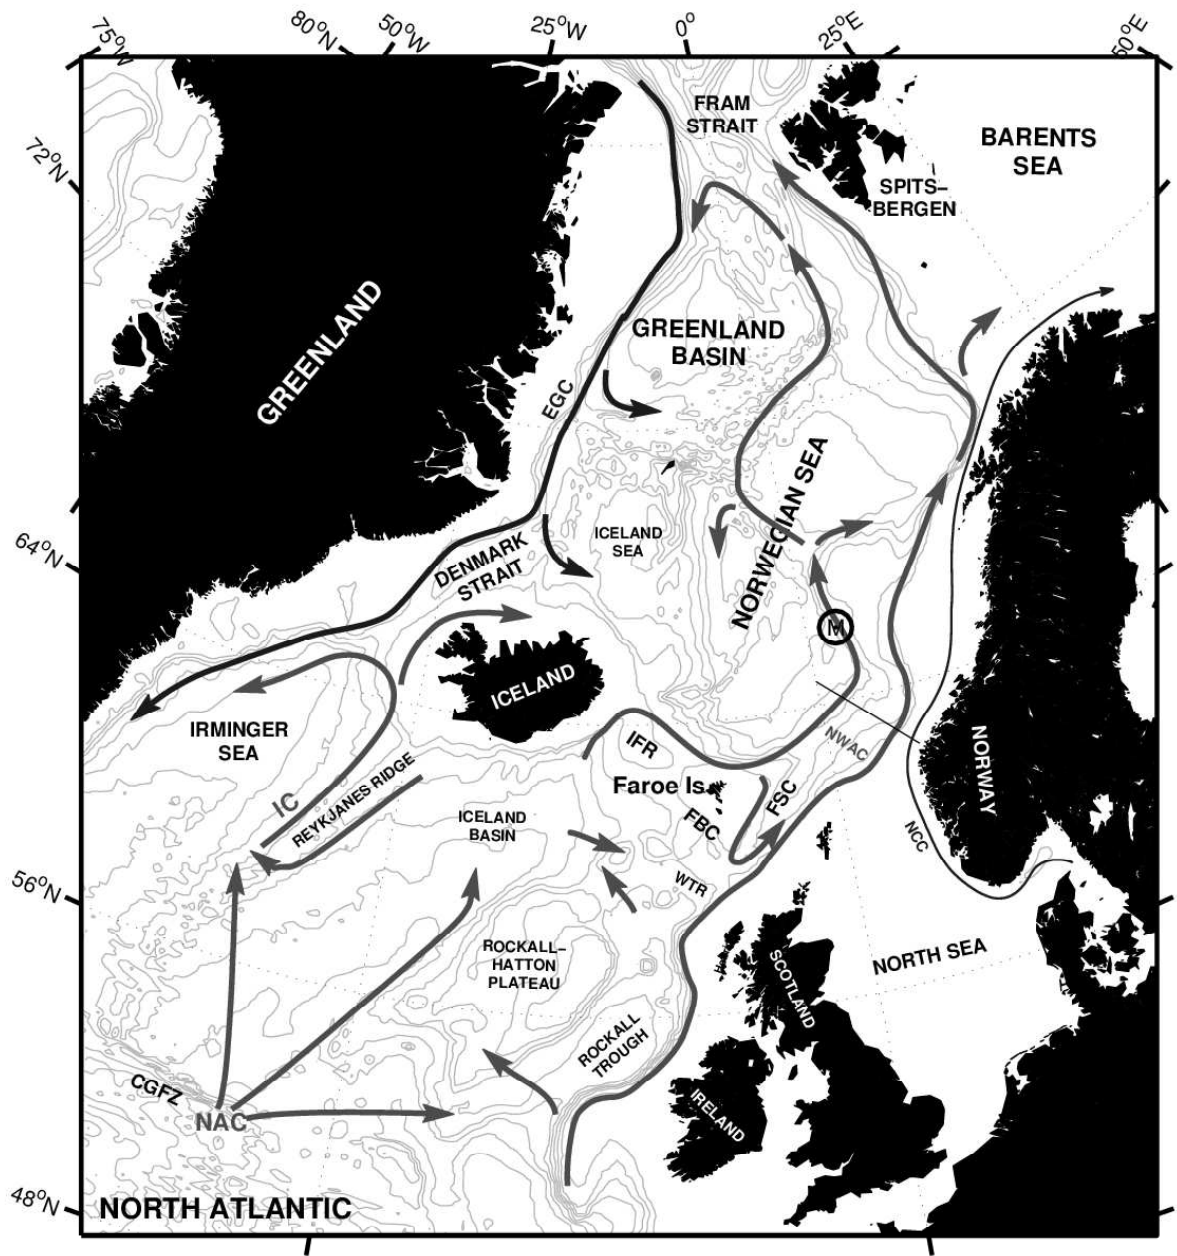 75°W
80°N
50°W
25°W
0°
25°E
50°E
FRAM
STRAIT
BARENTS
SEA
72°N
SPITS–
BERGEN
GREENLAND
GREENLAND
BASIN
EGC
NORWEGIAN SEA
64°N
DENMARK
STRAIT
ICELAND
SEA
M
ICELAND
IRMINGER
SEA
IFR
NWAC
NORWAY
IC
REYKJANES RIDGE
Faroe Is.
FSC
ICELAND
BASIN
FBC
NCC
56°N
WTR
ROCKALL–
HATTON
PLATEAU
SCOTLAND
NORTH SEA
ROCKALL
TROUGH
CGFZ
NAC
IRELAND
48°N
NORTH ATLANTIC